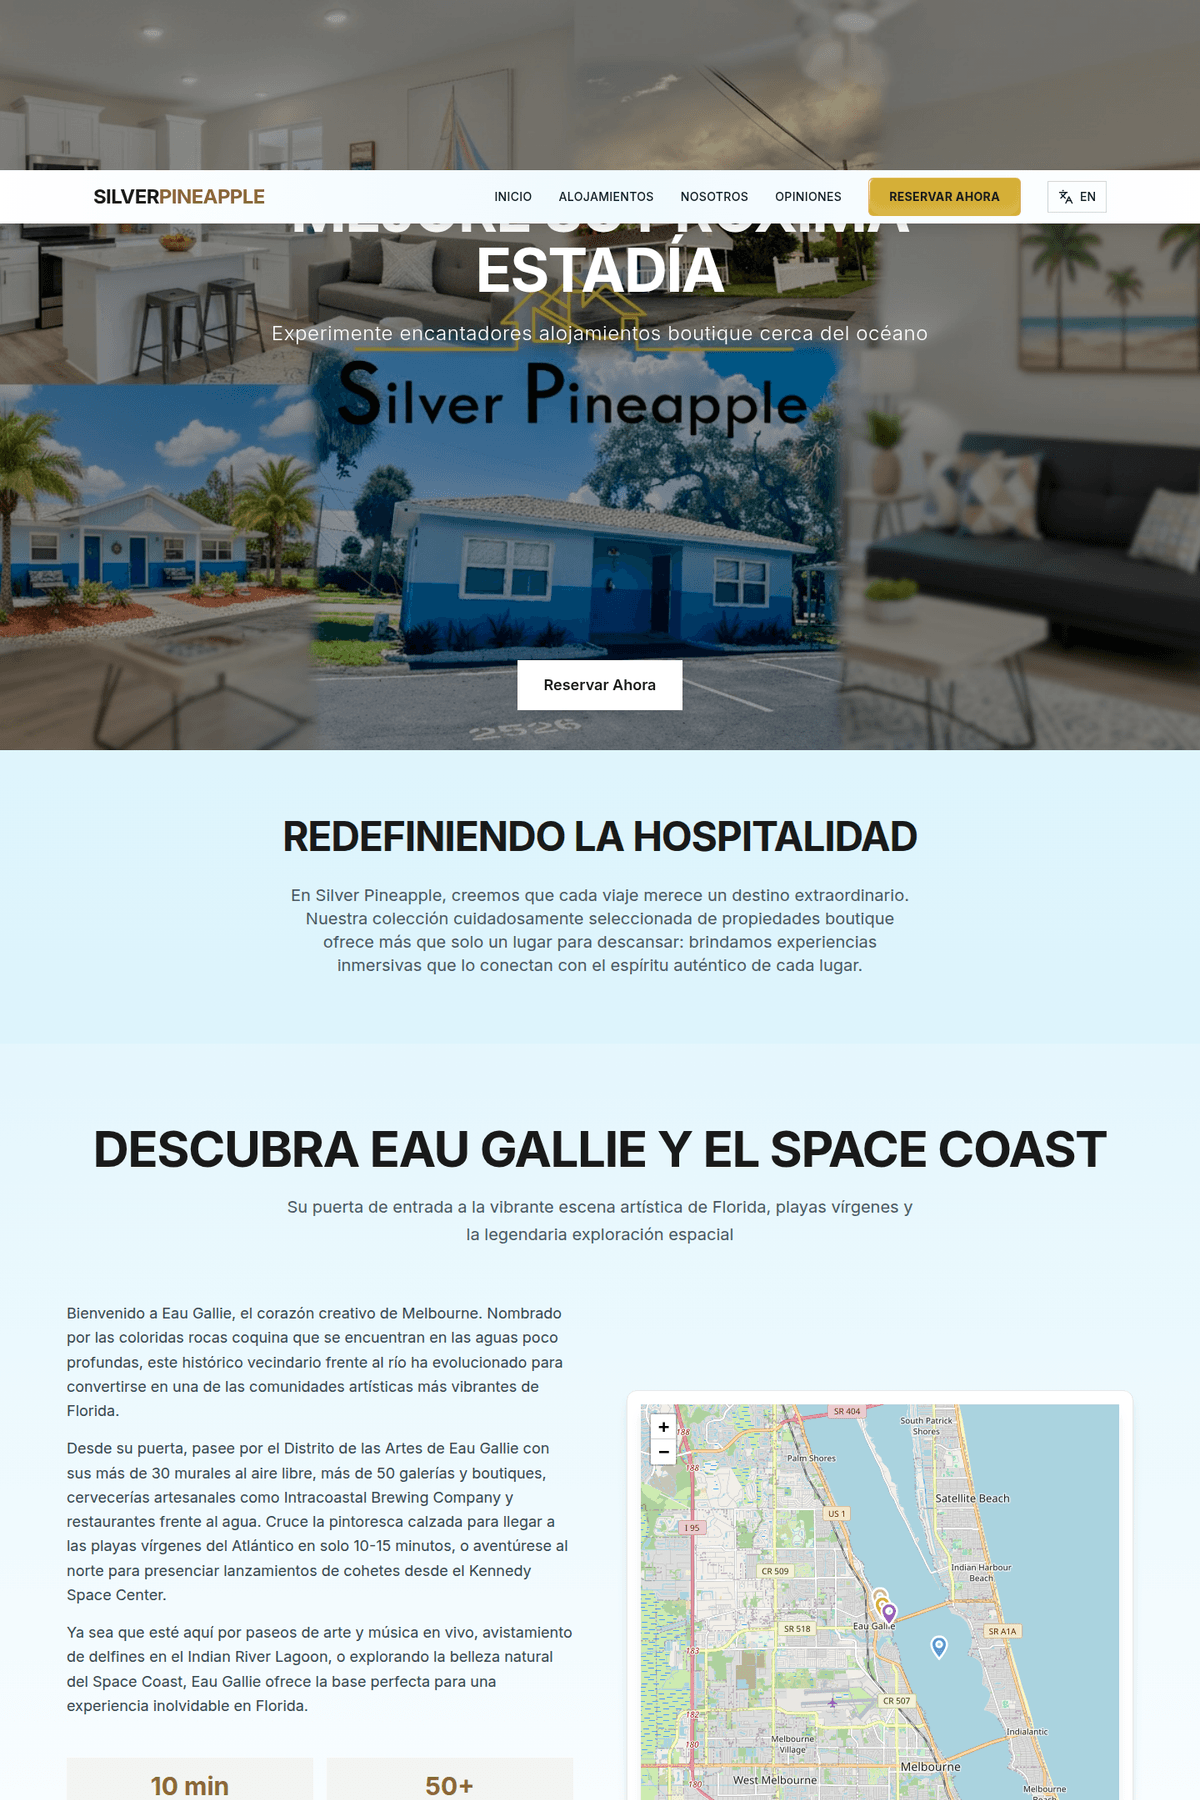 SILVERPINEAPPLE
INICIO
ALOJAMIENTOS
NOSOTROS
OPINIONES
RESERVAR AHORA
EN
MEJORE SU PRÓXIMA
ESTADÍA
Experimente encantadores alojamientos boutique cerca del océano
Silver Pineapple
Reservar Ahora
2526
REDEFINIENDO LA HOSPITALIDAD
En Silver Pineapple, creemos que cada viaje merece un destino extraordinario.
Nuestra colección cuidadosamente seleccionada de propiedades boutique
ofrece más que solo un lugar para descansar: brindamos experiencias
inmersivas que lo conectan con el espíritu auténtico de cada lugar.
DESCUBRA EAU GALLIE Y EL SPACE COAST
Su puerta de entrada a la vibrante escena artística de Florida, playas vírgenes y
la legendaria exploración espacial
Bienvenido a Eau Gallie, el corazón creativo de Melbourne. Nombrado
por las coloridas rocas coquina que se encuentran en las aguas poco
profundas, este histórico vecindario frente al río ha evolucionado para
convertirse en una de las comunidades artísticas más vibrantes de
Florida.
Desde su puerta, pasee por el Distrito de las Artes de Eau Gallie con
sus más de 30 murales al aire libre, más de 50 galerías y boutiques,
cervecerías artesanales como Intracoastal Brewing Company y
restaurantes frente al agua. Cruce la pintoresca calzada para llegar a
las playas vírgenes del Atlántico en solo 10-15 minutos, o aventúrese al
norte para presenciar lanzamientos de cohetes desde el Kennedy
Space Center.
Ya sea que esté aquí por paseos de arte y música en vivo, avistamiento
de delfines en el Indian River Lagoon, o explorando la belleza natural
del Space Coast, Eau Gallie ofrece la base perfecta para una
experiencia inolvidable en Florida.
10 min
50+
+
−
SR 404
South Patrick
Shores
188
Palm Shores
188
Satellite Beach
US 1
I 95
Indian Harbour
Beach
CR 509
Eau Gallie
SR 518
SR A1A
183
CR 507
182
Indialantic
Melbourne
Village
180
Melbourne
West Melbourne
180
Melbourne
Beach